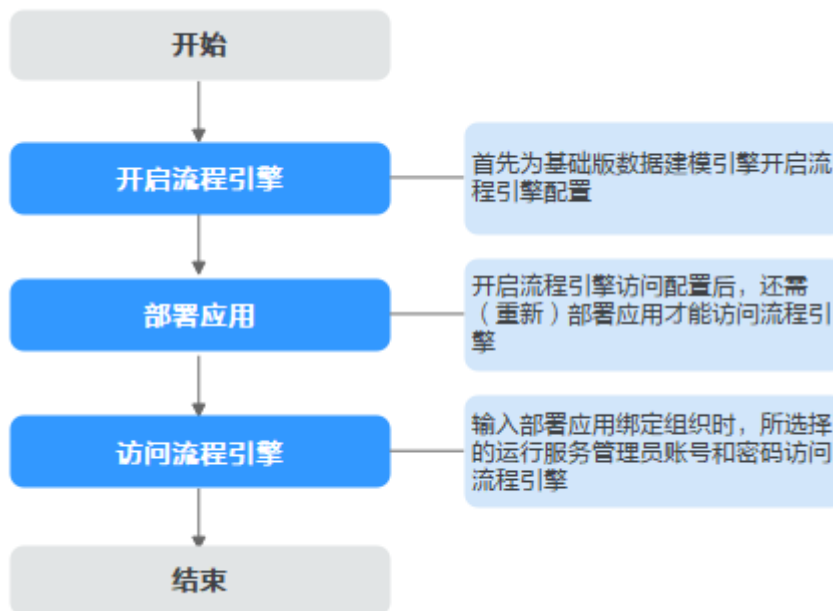 开始
开启流程引擎
首先为基础版数据建模引擎开启流
程引擎配置
部署应用
开启流程引擎访问配置后，还需
（重新）部署应用才能访问流程引
擎
访问流程引擎
输入部署应用绑定组织时，所选择
的运行服务管理员账号和密码访问
流程引擎
结束